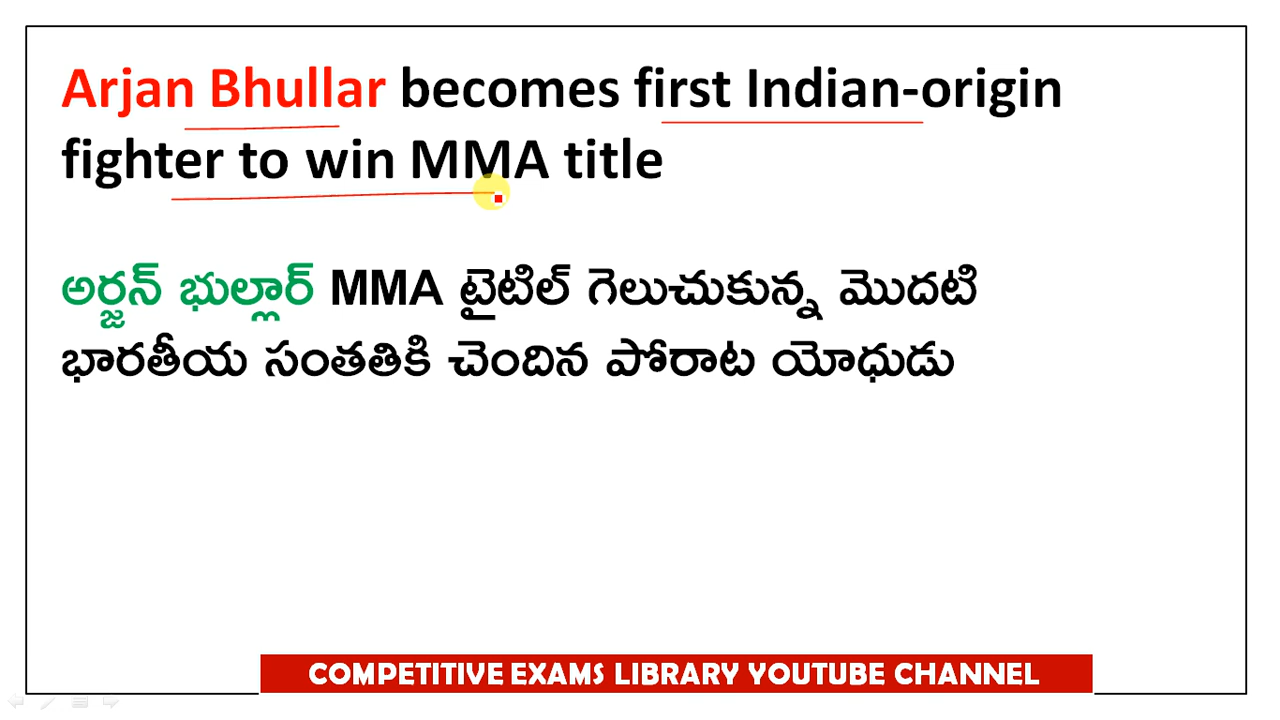 Arjan Bhullar becomes first Indian-origin
fighter to win MMA title
అర్జన్ భుల్లార్ MMA టైటిల్ గెలుచుకున్న మొదటి
భారతీయ సంతతికి చెందిన పోరాట యోధుడు
COMPETITIVE EXAMS LIBRARY YOUTUBE CHANNEL